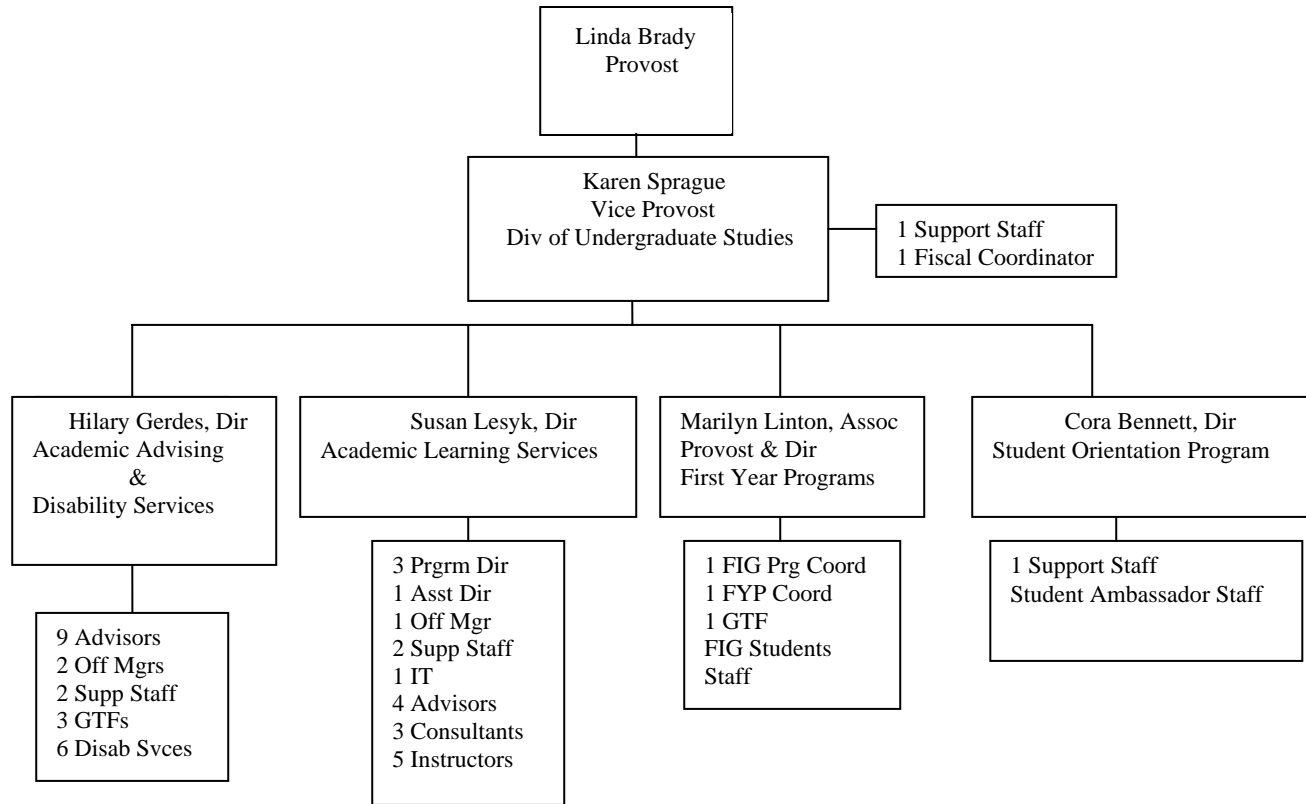 Linda Brady
Provost
Karen Sprague
Vice Provost
Div of Undergraduate Studies
1 Support Staff
1 Fiscal Coordinator
Hilary Gerdes, Dir
Academic Advising
&
Disability Services
Susan Lesyk, Dir
Academic Learning Services
Marilyn Linton, Assoc
Provost & Dir
First Year Programs
Cora Bennett, Dir
Student Orientation Program
9 Advisors
2 Off Mgrs
2 Supp Staff
3 GTFs
6 Disab Svces
3 Prgrm Dir
1 Asst Dir
1 Off Mgr
2 Supp Staff
1 IT
4 Advisors
3 Consultants
5 Instructors
1 FIG Prg Coord
1 FYP Coord
1 GTF
FIG Students
Staff
1 Support Staff
Student Ambassador Staff